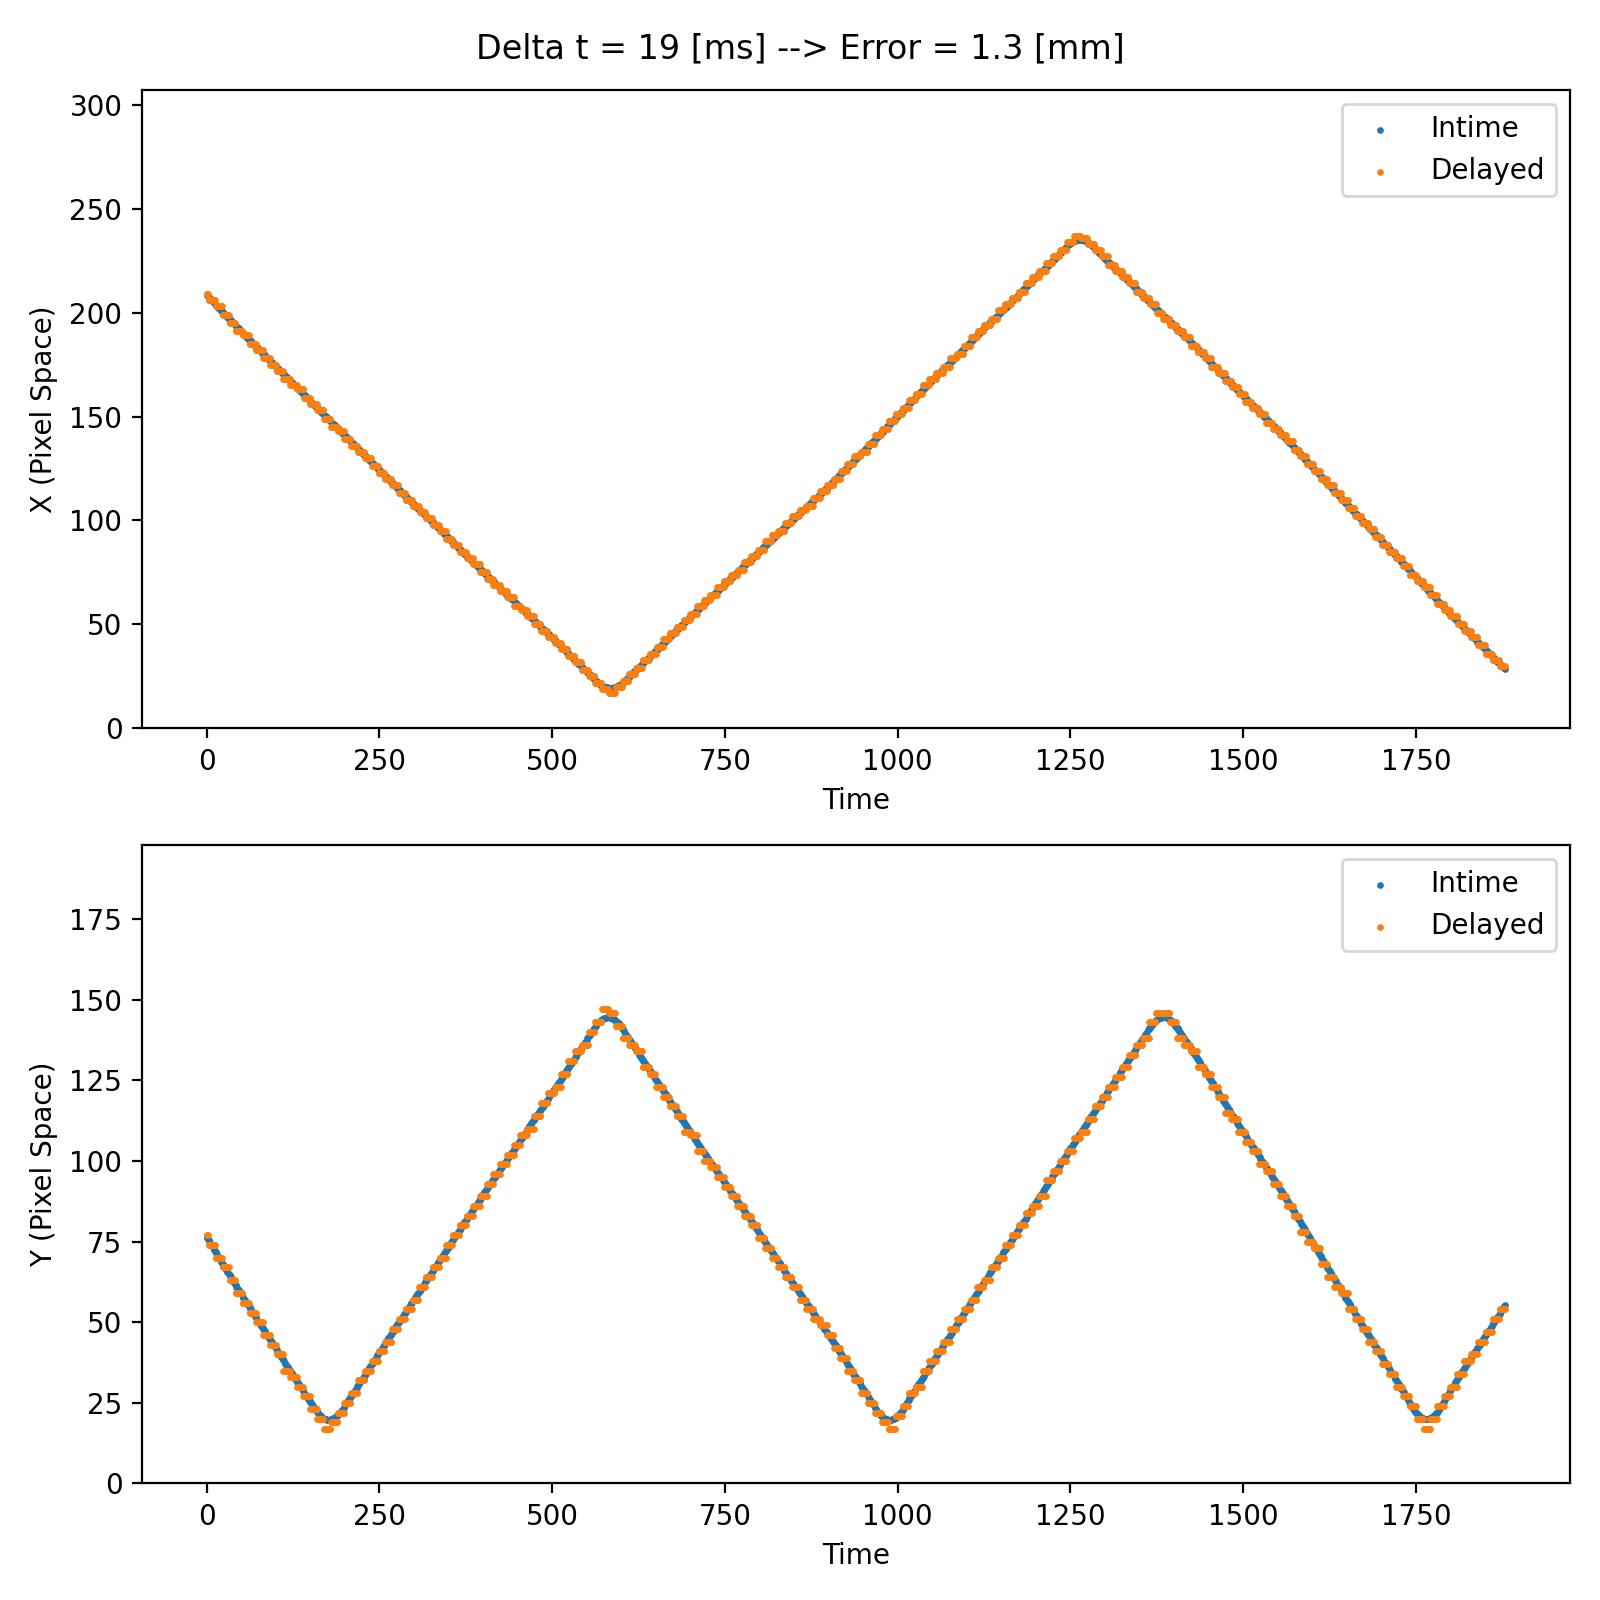 Delta t = 19 [ms] --> Error = 1.3 [mm]
300
250
200
150
100
50
0
X (Pixel Space)
Intime
Delayed
0 250 500 750 1000 1250 1500 1750
Time
175
150
125
100
75
50
25
0
Y (Pixel Space)
Intime
Delayed
0 250 500 750 1000 1250 1500 1750
Time